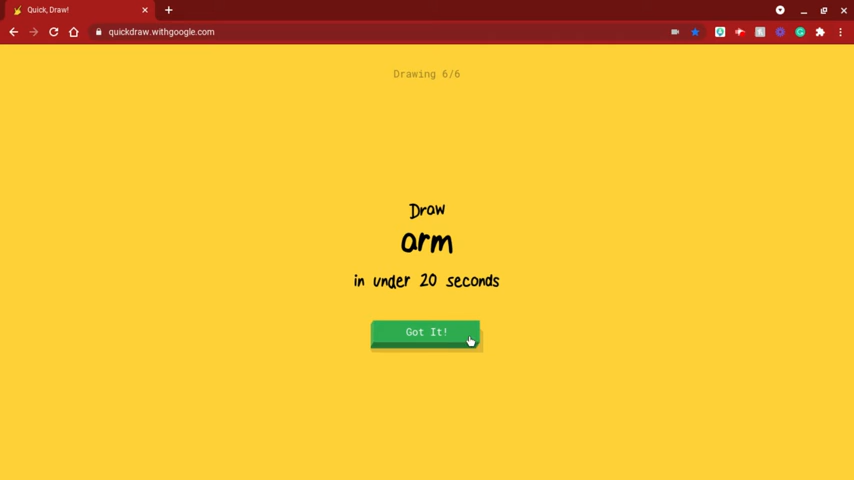 Quick, Draw!
quickdraw.withgoogle.com
Drawing 6/6
Draw
arm
in under 20 seconds
Got It!